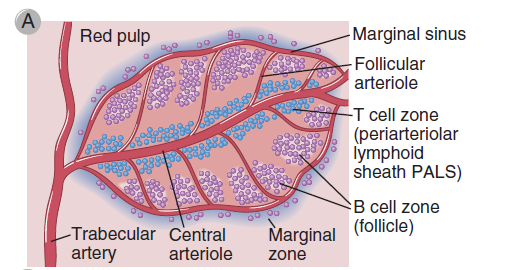 A
Red pulp
Marginal sinus
Follicular
arteriole
T cell zone
(periarteriolar
lymphoid
sheath PALS)
B cell zone
(follicle)
Trabecular
artery
Central
arteriole
Marginal
zone